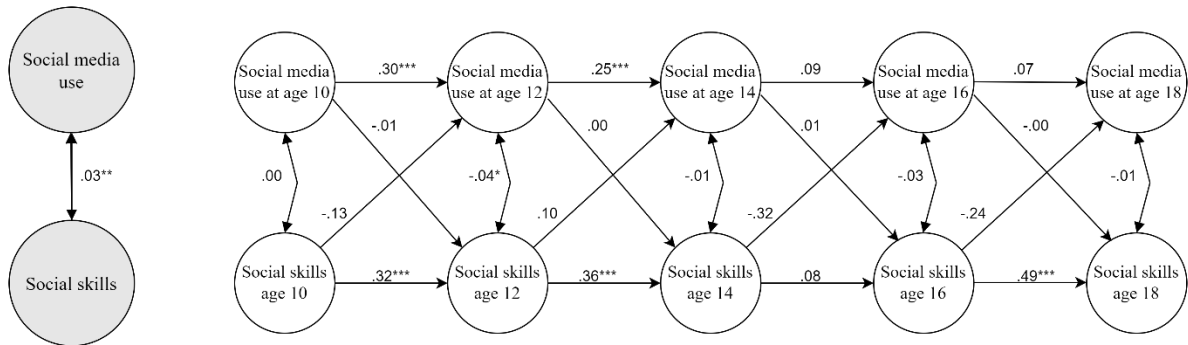 Social media
use
.03**
Social skills
Social media
use at age 10
.30***
Social media
use at age 12
.25***
Social media
use at age 14
.09
Social media
use at age 16
.07
Social media
use at age 18
-.01
.00
.01
-.00
.00
-.04*
-.01
-.03
-.01
-.13
.10
-.32
-.24
Social skills
age 10
.32***
Social skills
age 12
.36***
Social skills
age 14
.08
Social skills
age 16
.49***
Social skills
age 18